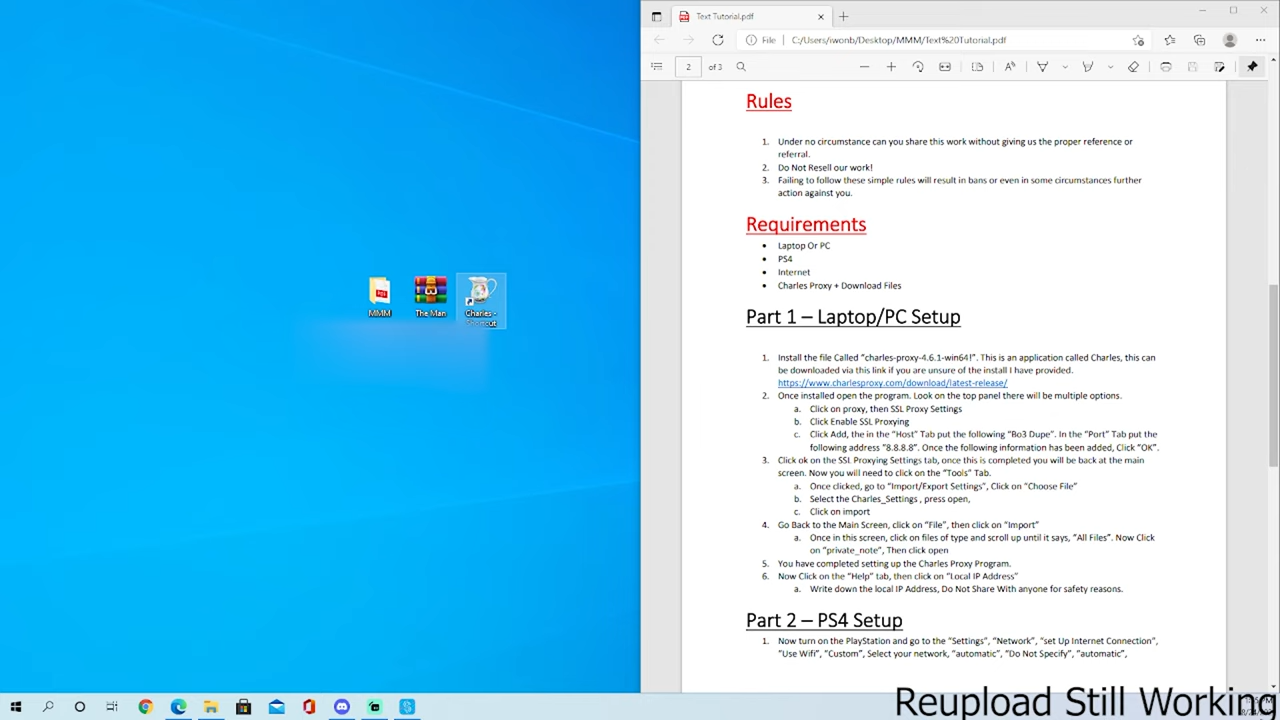 Text Tutorial.pdf
File
C:/Users/iwonb/Desktop/MMM/Text%20Tutorial.pdf
2 of 3
Rules
1. Under no circumstance can you share this work without giving us the proper reference or
referral.
2. Do Not Resell our work!
3. Failing to follow these simple rules will result in bans or even in some circumstances further
action against you.
Requirements
• Laptop Or PC
• PS4
• Internet
• Charles Proxy + Download Files
Part 1 – Laptop/PC Setup
1. Install the file Called “charles-proxy-4.6.1-win64!”. This is an application called Charles, this can
be downloaded via this link if you are unsure of the install I have provided.
https://www.charlesproxy.com/download/latest-release/
2. Once installed open the program. Look on the top panel there will be multiple options.
a. Click on proxy, then SSL Proxy Settings
b. Click Enable SSL Proxying
c. Click Add, the in the “Host” Tab put the following “Bo3 Dupe”. In the “Port” Tab put the
following address “8.8.8.8”. Once the following information has been added, Click “OK”.
3. Click ok on the SSL Proxying Settings tab, once this is completed you will be back at the main
screen. Now you will need to click on the “Tools” Tab.
a. Once clicked, go to “Import/Export Settings”, Click on “Choose File”
b. Select the Charles_Settings , press open,
c. Click on import
4. Go Back to the Main Screen, click on “File”, then click on “Import”
a. Once in this screen, click on files of type and scroll up until it says, “All Files”. Now Click
on “private_note”, Then click open
5. You have completed setting up the Charles Proxy Program.
6. Now Click on the “Help” tab, then click on “Local IP Address”
a. Write down the local IP Address, Do Not Share With anyone for safety reasons.
Part 2 – PS4 Setup
1. Now turn on the PlayStation and go to the “Settings”, “Network”, “set Up Internet Connection”,
“Use Wifi”, “Custom”, Select your network, “automatic”, “Do Not Specify”, “automatic”,
MMM
The Man
Charles -
Shortcut
Reupload Still Working